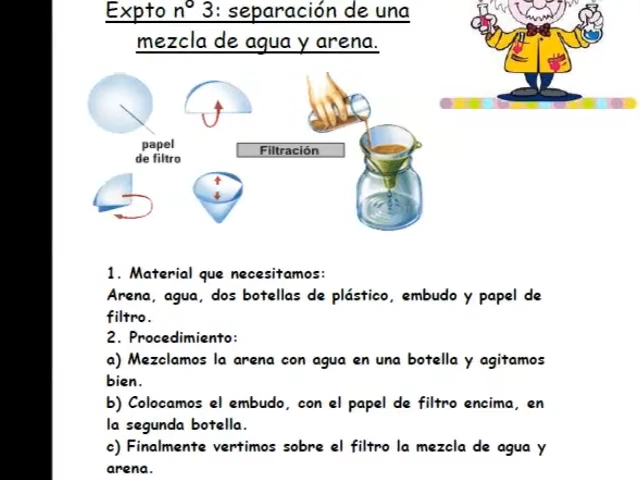 Expto nº 3: separación de una
mezcla de agua y arena.
papel
de filtro
Filtración
1. Material que necesitamos:
Arena, agua, dos botellas de plástico, embudo y papel de
filtro.
2. Procedimiento:
a) Mezclamos la arena con agua en una botella y agitamos
bien.
b) Colocamos el embudo, con el papel de filtro encima, en
la segunda botella.
c) Finalmente vertimos sobre el filtro la mezcla de agua y
arena.